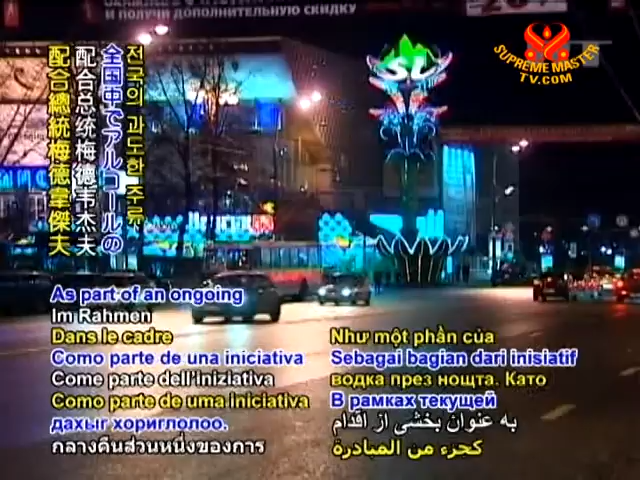 И ПОЛУЧИ ДОПОЛНИТЕЛЬНУЮ СКИДКУ
SUPREME MASTER
TV.COM
SL
전국의 과도한 주류
全国中でアルコールの
配合总统梅德韦杰夫
配合總統梅德韋傑夫
As part of an ongoing
Im Rahmen
Dans le cadre
Como parte de una iniciativa
Come parte dell'iniziativa
Como parte de uma iniciativa
дахыг хориглолоо.
กลางคืนส่วนหนึ่งของการ
Như một phần của
Sebagai bagian dari inisiatif
водка през нощта. Като
В рамках текущей
به عنوان بخشی از اقدام
كجزء من المبادرة